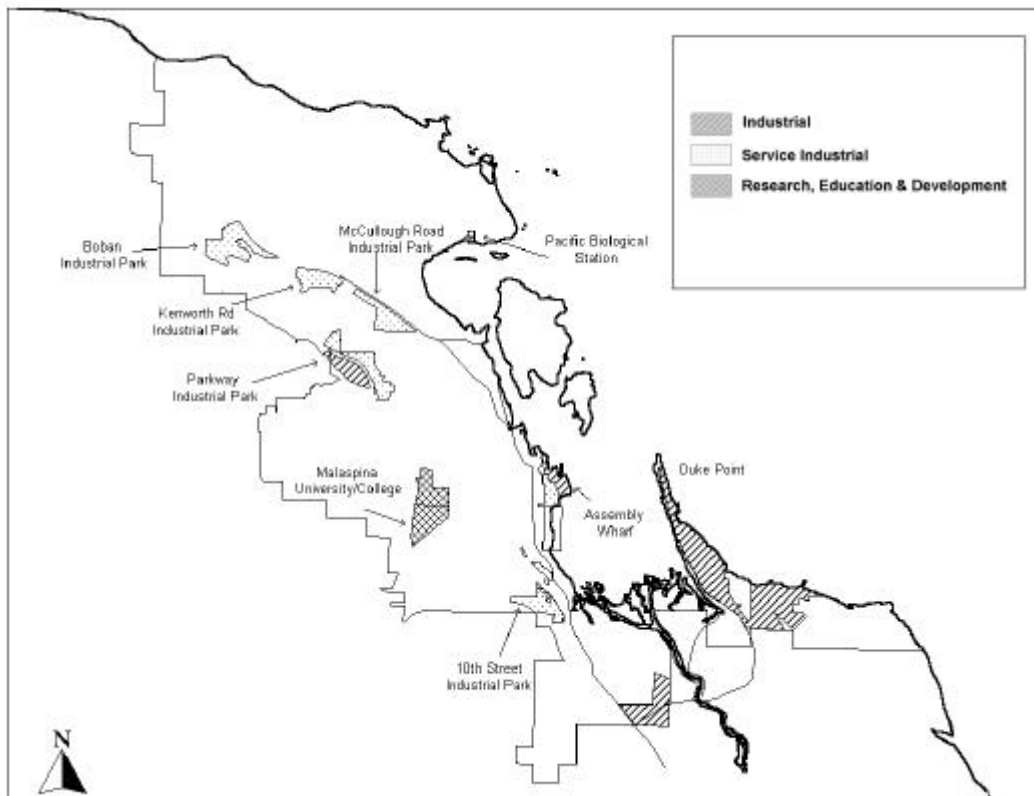 Industrial
Service Industrial
Research, Education & Development
McCullough Road
Industrial Park
Pacific Biological
Station
Boban
Industrial Park
Kenworth Rd
Industrial Park
Parkway
Industrial Park
Malaspina
University/College
Duke Point
Assembly
Wharf
10th Street
Industrial Park
N